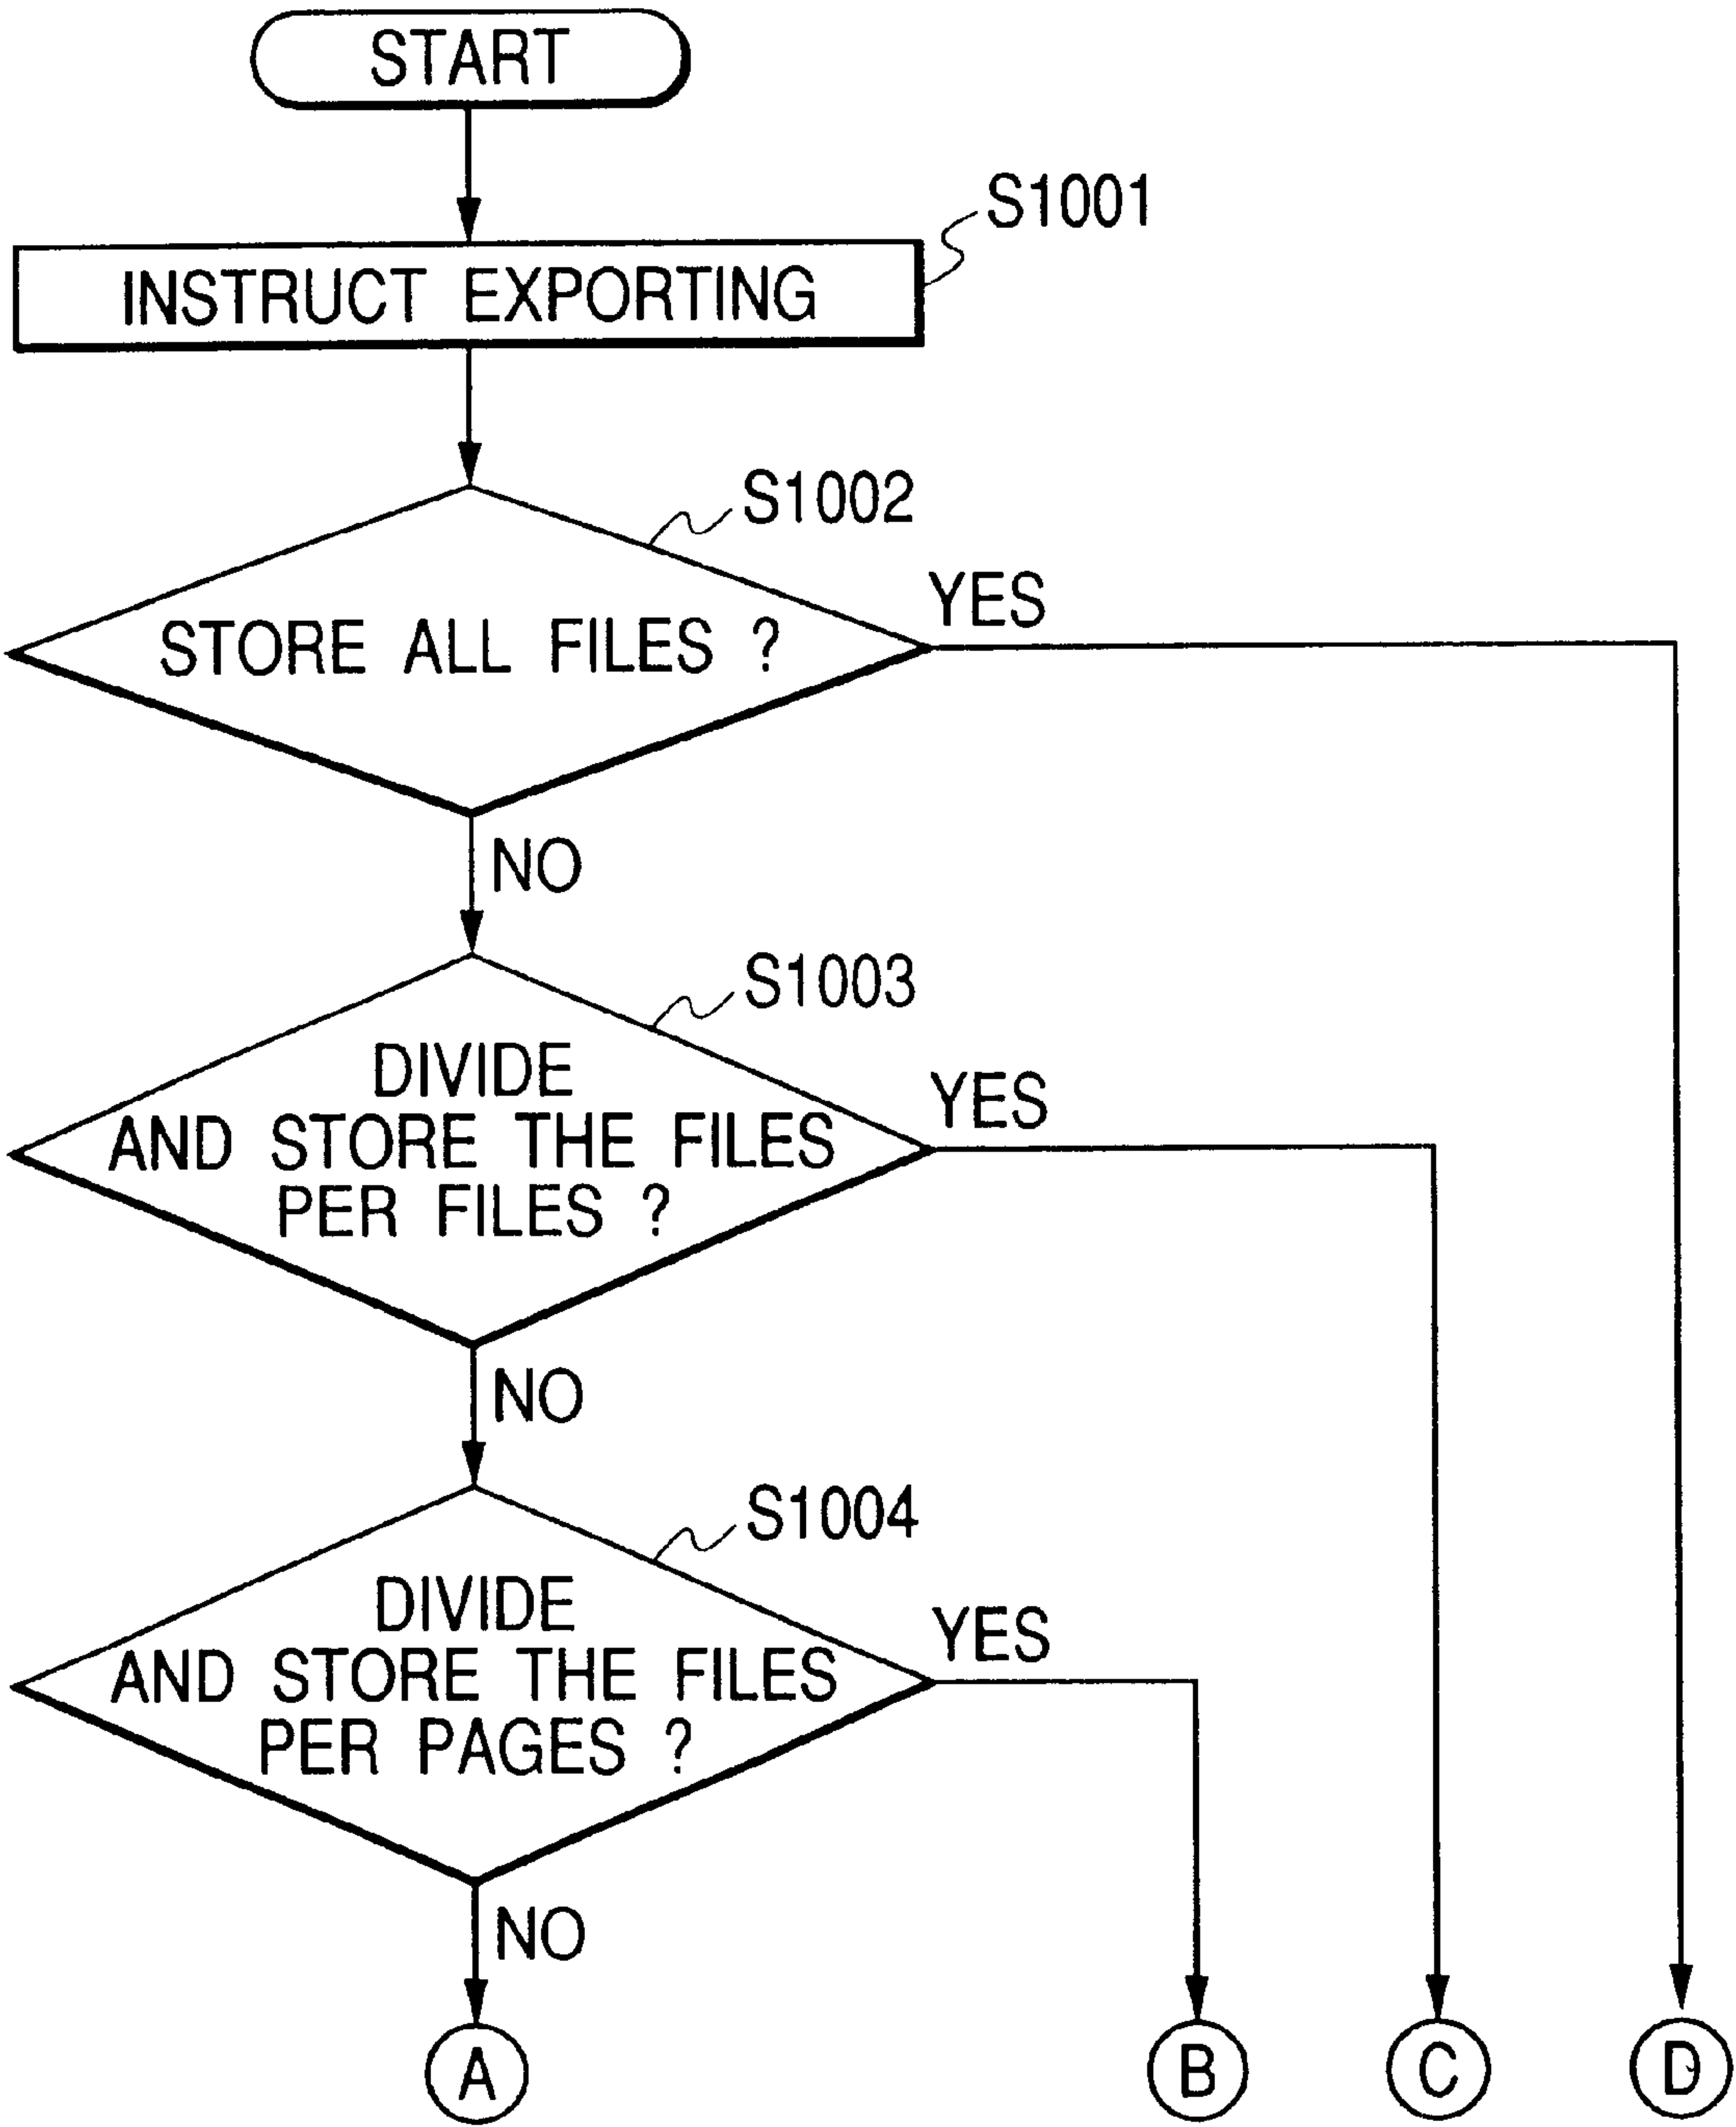 START
S1001
INSTRUCT EXPORTING
S1002
YES
STORE ALL FILES ?
NO
S1003
DIVIDE
YES
AND STORE THE FILES
PER FILES ?
NO
S1004
DIVIDE
YES
AND STORE THE FILES
PER PAGES ?
NO
A
B
C
D